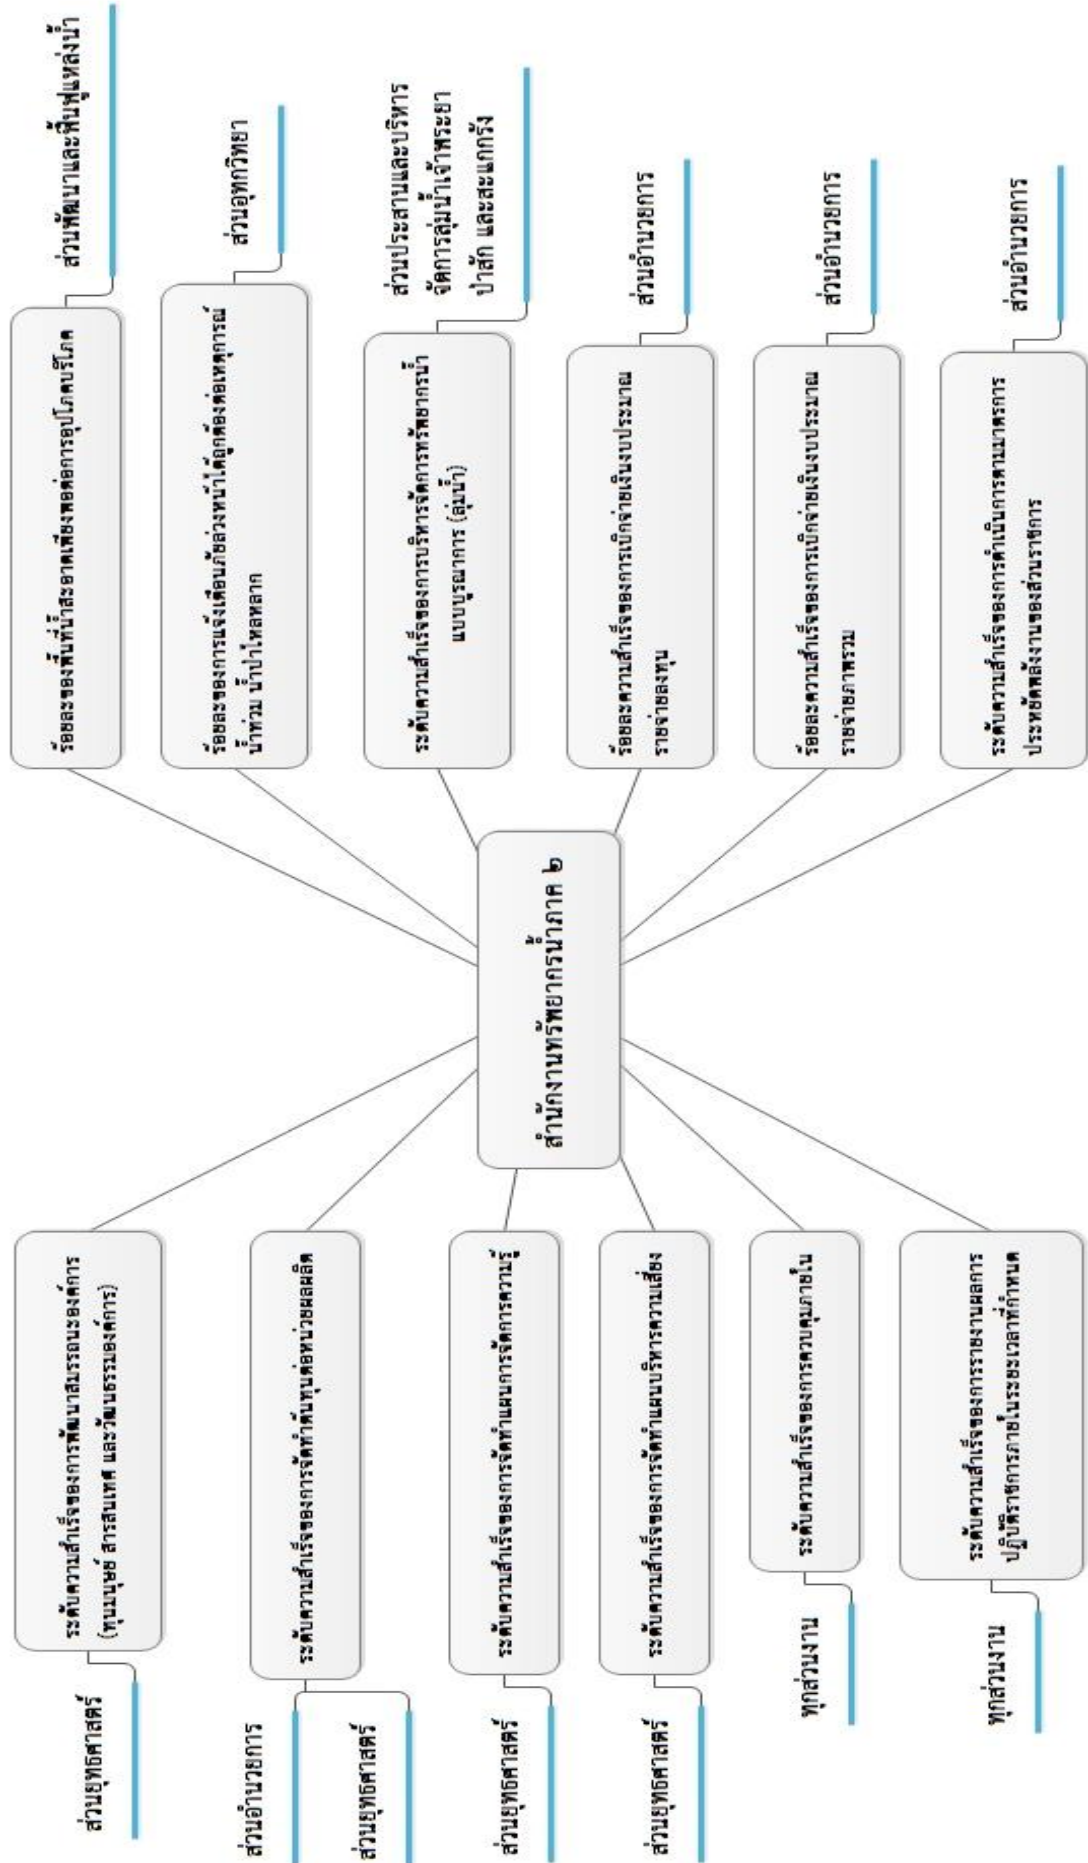 สำนักงานทรัพยากรน้ำภาค ๒
ร้อยละของพื้นที่น้ำสะอาดเพียงพอต่อการอุปโภคบริโภค
ส่วนพัฒนาและฟื้นฟูแหล่งน้ำ
ร้อยละของการแจ้งเตือนภัยล่วงหน้าได้ถูกต้องต่อเหตุการณ์
น้ำท่วม น้ำป่าไหลหลาก
ส่วนอุทกวิทยา
ระดับความสำเร็จของการบริหารจัดการทรัพยากรน้ำ
แบบบูรณาการ (ลุ่มน้ำ)
ส่วนประสานและบริหาร
จัดการลุ่มน้ำเจ้าพระยา
ป่าสัก และสะแกกรัง
ร้อยละความสำเร็จของการเบิกจ่ายเงินงบประมาณ
รายจ่ายลงทุน
ส่วนอำนวยการ
ร้อยละความสำเร็จของการเบิกจ่ายเงินงบประมาณ
รายจ่ายภาพรวม
ส่วนอำนวยการ
ระดับความสำเร็จของการดำเนินการตามมาตรการ
ประหยัดพลังงานของส่วนราชการ
ส่วนอำนวยการ
ระดับความสำเร็จของการพัฒนาสมรรถนะองค์การ
(ทุนมนุษย์ สารสนเทศ และวัฒนธรรมองค์การ)
ส่วนยุทธศาสตร์
ระดับความสำเร็จของการจัดทำต้นทุนต่อหน่วยผลผลิต
ส่วนอำนวยการ
ส่วนยุทธศาสตร์
ระดับความสำเร็จของการจัดทำแผนการจัดการความรู้
ส่วนยุทธศาสตร์
ระดับความสำเร็จของการจัดทำแผนบริหารความเสี่ยง
ส่วนยุทธศาสตร์
ระดับความสำเร็จของการควบคุมภายใน
ทุกส่วนงาน
ระดับความสำเร็จของการรายงานผลการ
ปฏิบัติราชการภายในระยะเวลาที่กำหนด
ทุกส่วนงาน